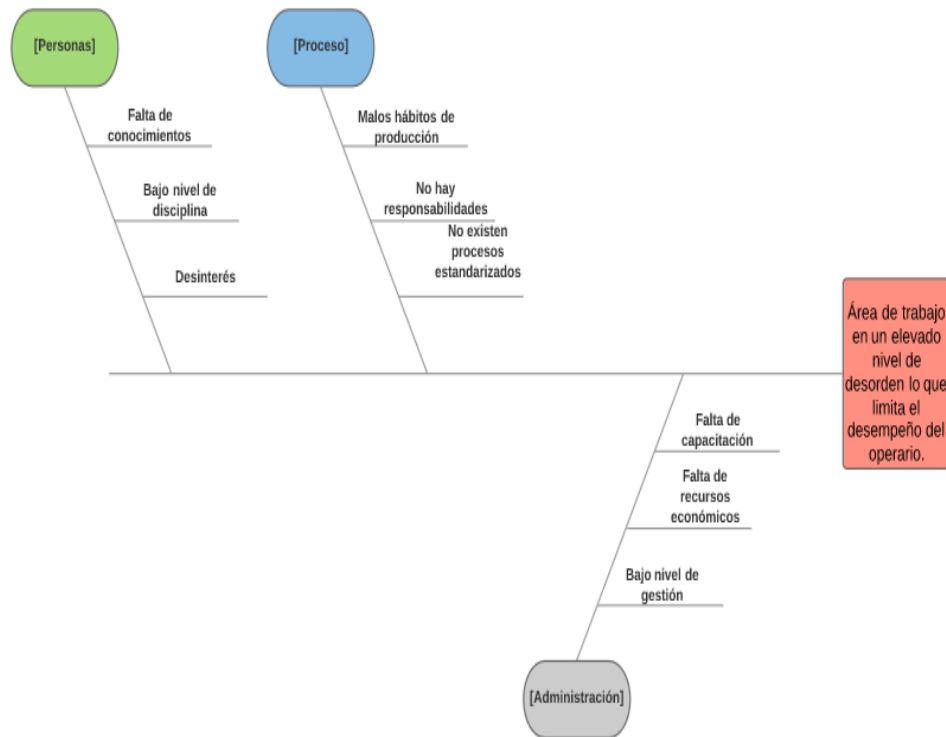 [Personas]
[Proceso]
Falta de
conocimientos
Bajo nivel de
disciplina
Desinterés
Malos hábitos de
producción
No hay
responsabilidades
No existen
procesos
estandarizados
Área de trabajo
en un elevado
nivel de
desorden lo que
limita el
desempeño del
operario.
Falta de
capacitación
Falta de
recursos
económicos
Bajo nivel de
gestión
[Administración]